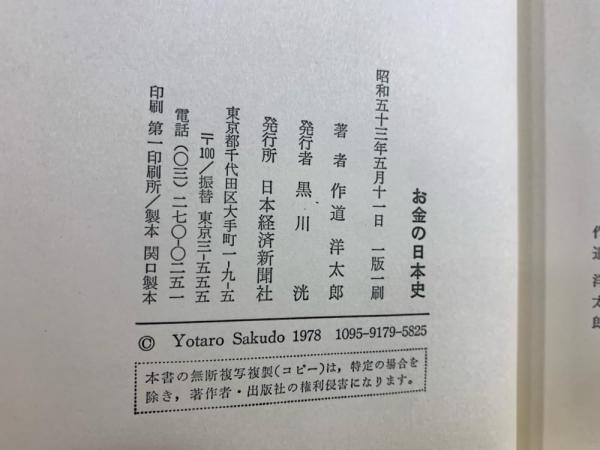 お金の日本史
昭和五十三年五月十一日 一版一刷
著者 作道洋太郎
発行者 黒川洸
発行所 日本経済新聞社
東京都千代田区大手町一-九-五
〒100/振替 東京三-五五五
電話(〇三)二七〇-〇二五一
印刷 第一印刷所/製本 関口製本
© Yotaro Sakudo 1978 1095-9179-5825
本書の無断複写複製(コピー)は,特定の場合を
除き,著作者・出版社の権利侵害になります。
作道洋太郎